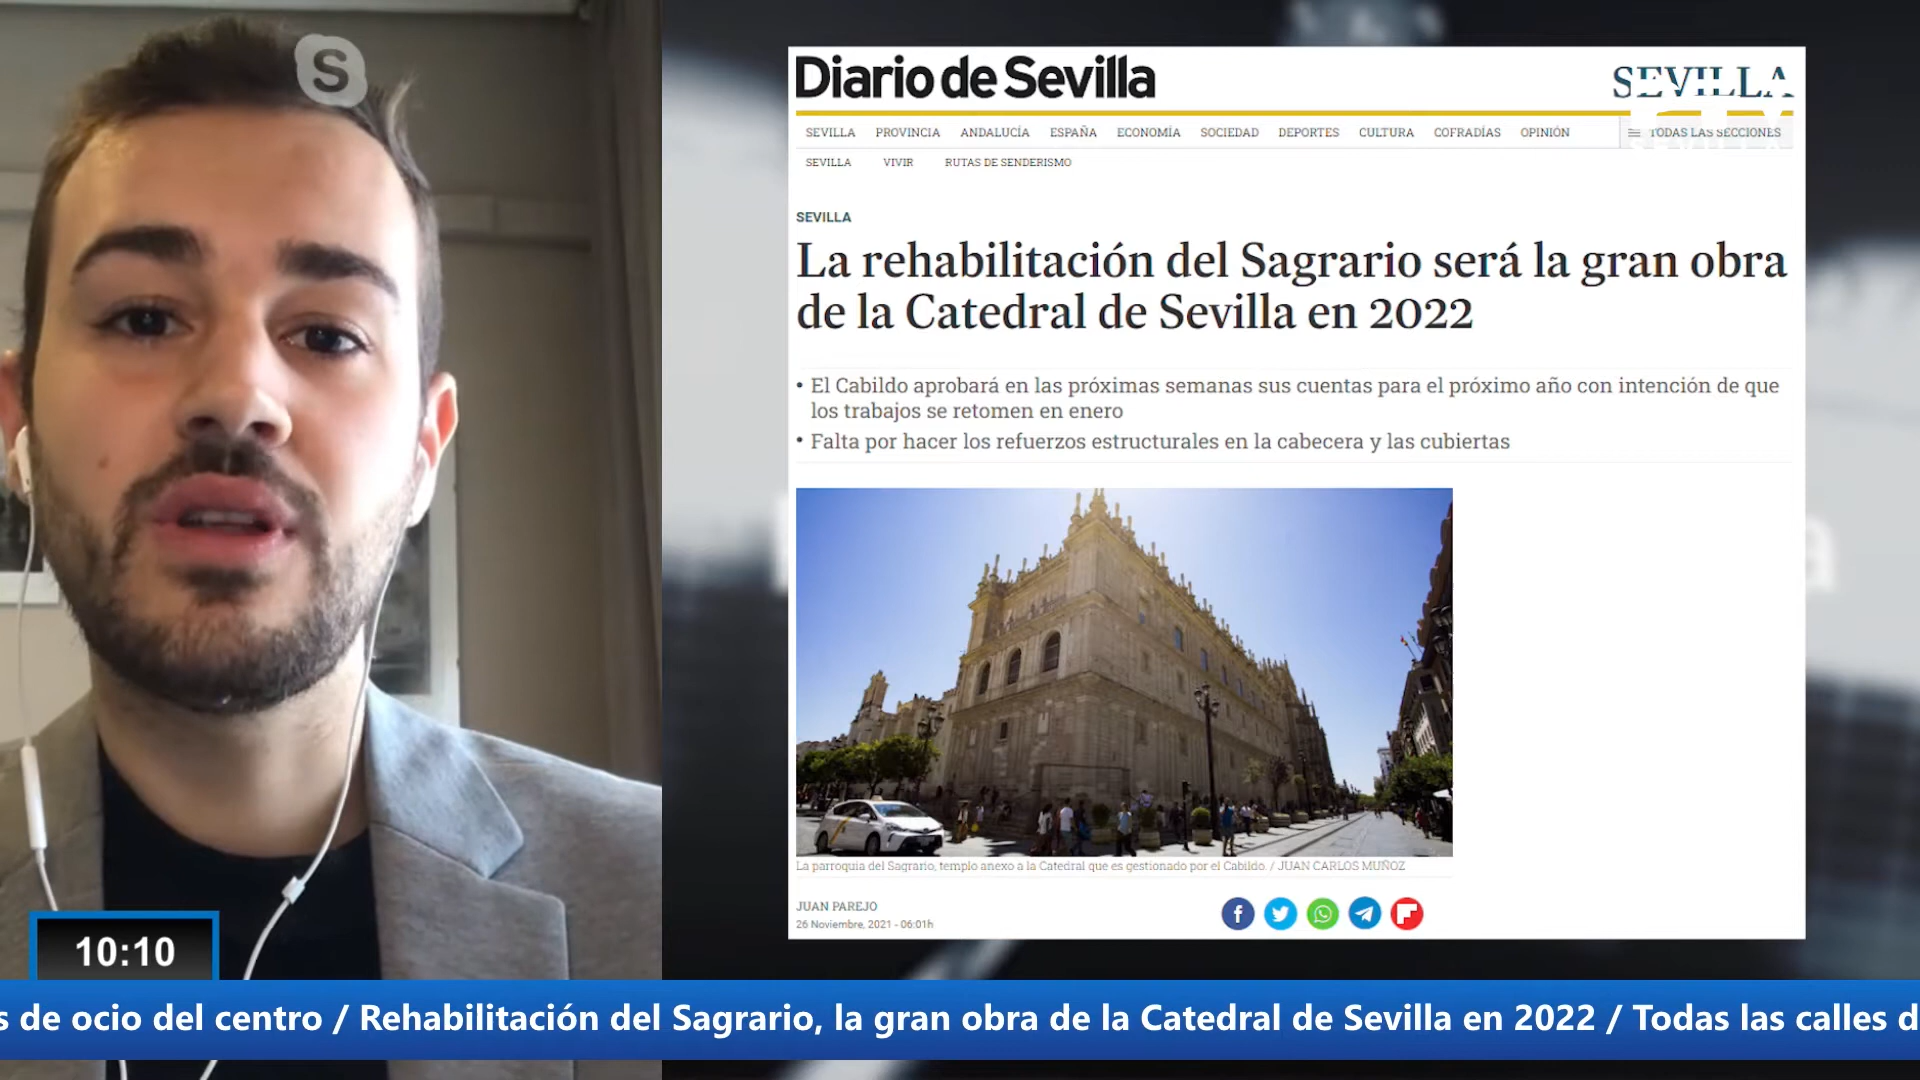 S
Diario de Sevilla
SEVILLA
SEVILLA PROVINCIA ANDALUCÍA ESPAÑA ECONOMÍA SOCIEDAD DEPORTES CULTURA COFRADÍAS OPINIÓN TODAS LAS SECCIONES
SEVILLA VIVIR RUTAS DE SENDERISMO
SEVILLA
La rehabilitación del Sagrario será la gran obra
de la Catedral de Sevilla en 2022
• El Cabildo aprobará en las próximas semanas sus cuentas para el próximo año con intención de que
los trabajos se retomen en enero
• Falta por hacer los refuerzos estructurales en la cabecera y las cubiertas
La parroquia del Sagrario, templo anexo a la Catedral que es gestionado por el Cabildo. / JUAN CARLOS MUÑOZ
JUAN PAREJO
26 Noviembre, 2021 - 06:01h
10:10
s de ocio del centro / Rehabilitación del Sagrario, la gran obra de la Catedral de Sevilla en 2022 / Todas las calles d